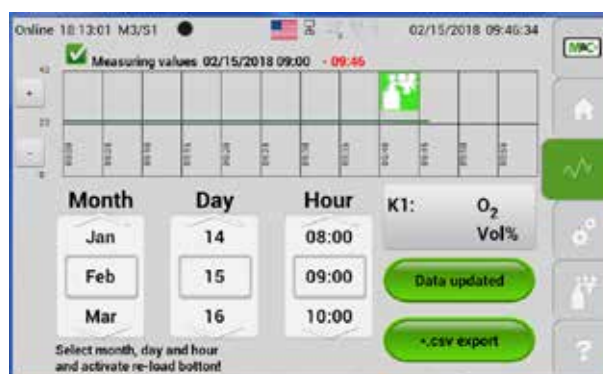 Online 18:13:01 M3/S1
02/15/2018 09:46:34
Measuring values 02/15/2018 09:00 - 09:46
Month
Day
Hour
K1: O2
Vol%
Jan
14
08:00
Feb
15
09:00
Data updated
Mar
16
10:00
*.csv export
Select month, day and hour
and activate re-load botton!
?